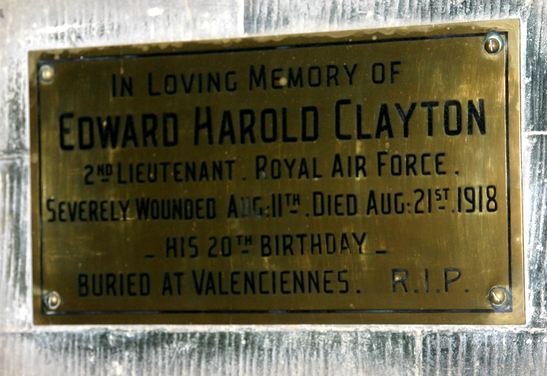 IN LOVING MEMORY OF
EDWARD HAROLD CLAYTON
2ND LIEUTENANT. ROYAL AIR FORCE.
SEVERELY WOUNDED AUG: 11TH. DIED AUG: 21ST. 1918
_ HIS 20TH BIRTHDAY _
BURIED AT VALENCIENNES. R.I.P.